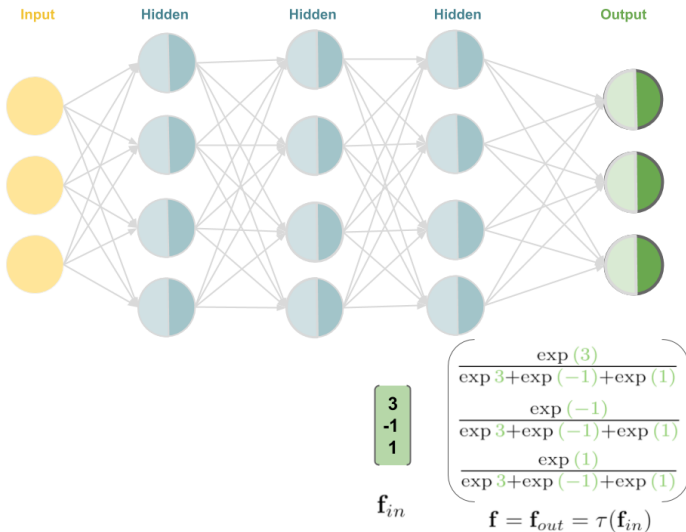 Input Hidden Hidden Hidden Output
3
-1
1
f_in
exp (3)
exp 3+exp (−1)+exp (1)
exp (−1)
exp 3+exp (−1)+exp (1)
exp (1)
exp 3+exp (−1)+exp (1)
f = f_out = τ(f_in)